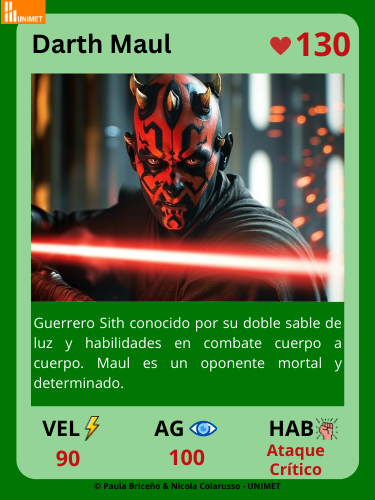 UNIMET
Darth Maul
130
Guerrero Sith conocido por su doble sable de
luz y habilidades en combate cuerpo a
cuerpo. Maul es un oponente mortal y
determinado.
VEL AG HAB
90 100 Ataque
Crítico
© Paula Briceño & Nicola Colarusso - UNIMET